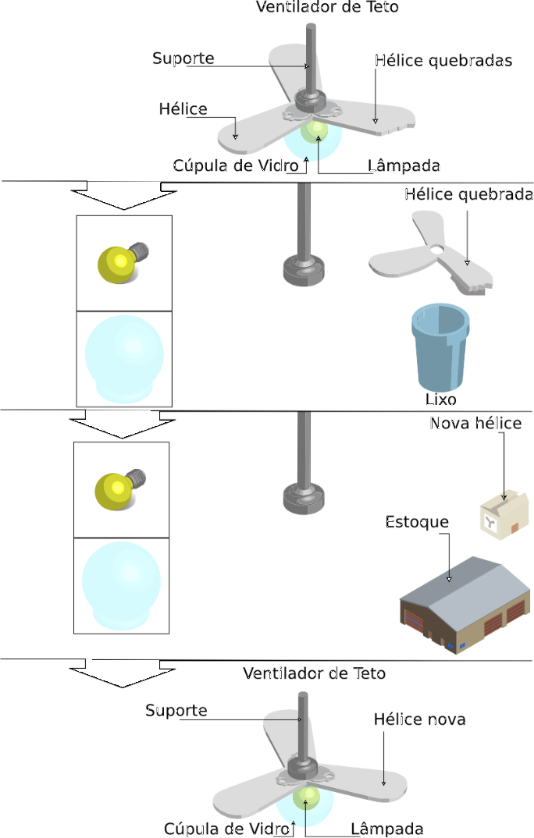 Ventilador de Teto
Suporte
Hélice quebradas
Hélice
Cúpula de Vidro
Lâmpada
Hélice quebrada
Lixo
Nova hélice
Estoque
Ventilador de Teto
Suporte
Hélice nova
Cúpula de Vidro
Lâmpada